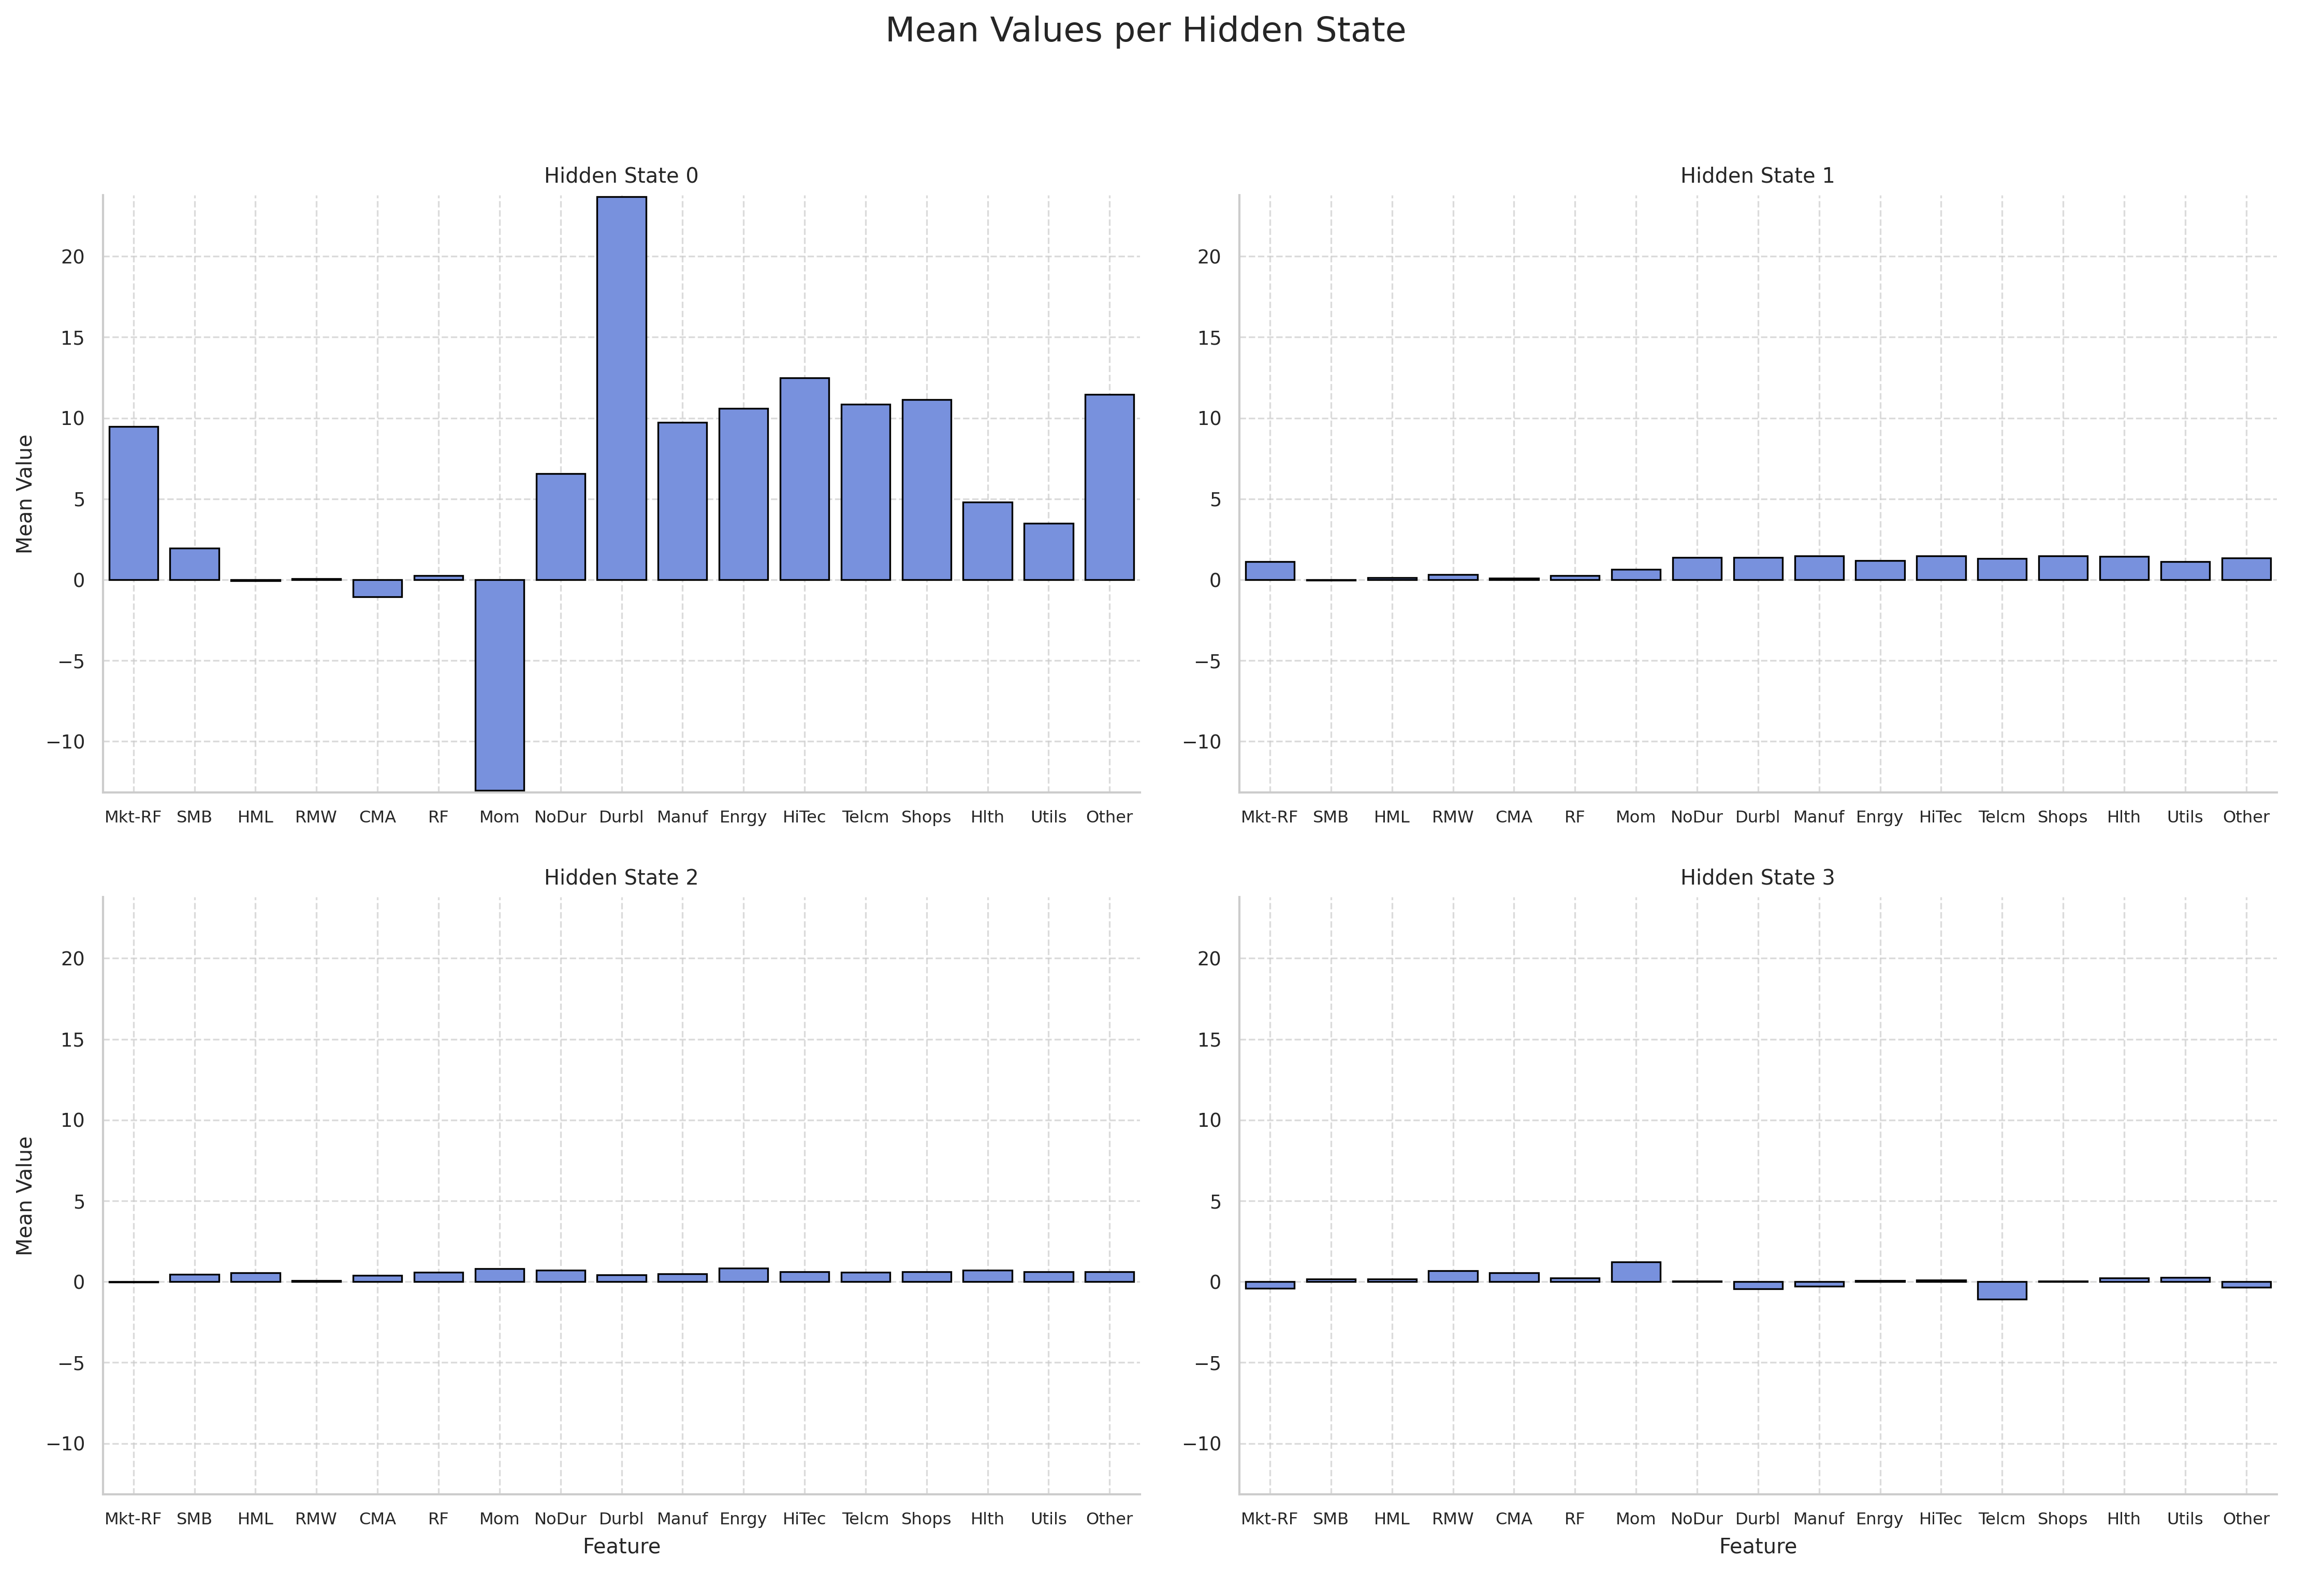 Mean Values per Hidden State
Hidden State 0
Mean Value
20
15
10
5
0
−5
−10
Mkt-RF SMB HML RMW CMA RF Mom NoDur Durbl Manuf Enrgy HiTec Telcm Shops Hlth Utils Other
Hidden State 1
20
15
10
5
0
−5
−10
Mkt-RF SMB HML RMW CMA RF Mom NoDur Durbl Manuf Enrgy HiTec Telcm Shops Hlth Utils Other
Hidden State 2
Mean Value
20
15
10
5
0
−5
−10
Mkt-RF SMB HML RMW CMA RF Mom NoDur Durbl Manuf Enrgy HiTec Telcm Shops Hlth Utils Other
Feature
Hidden State 3
20
15
10
5
0
−5
−10
Mkt-RF SMB HML RMW CMA RF Mom NoDur Durbl Manuf Enrgy HiTec Telcm Shops Hlth Utils Other
Feature